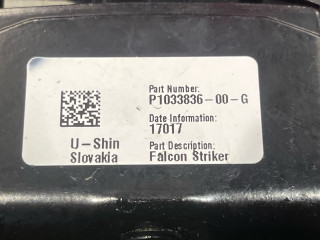 Part Number:
P1033836-00-G
Date Information:
17017
U-Shin
Slovakia
Part Description:
Falcon Striker